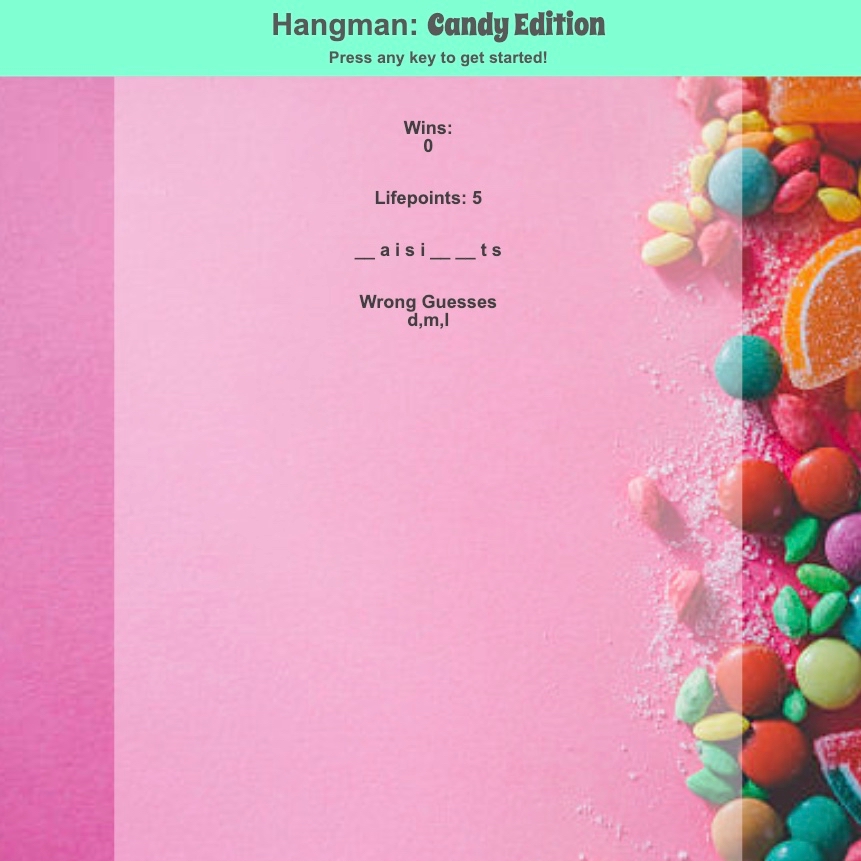 Hangman: Candy Edition
Press any key to get started!
Wins:
0
Lifepoints: 5
__ a i s i __ __ t s
Wrong Guesses
d,m,l